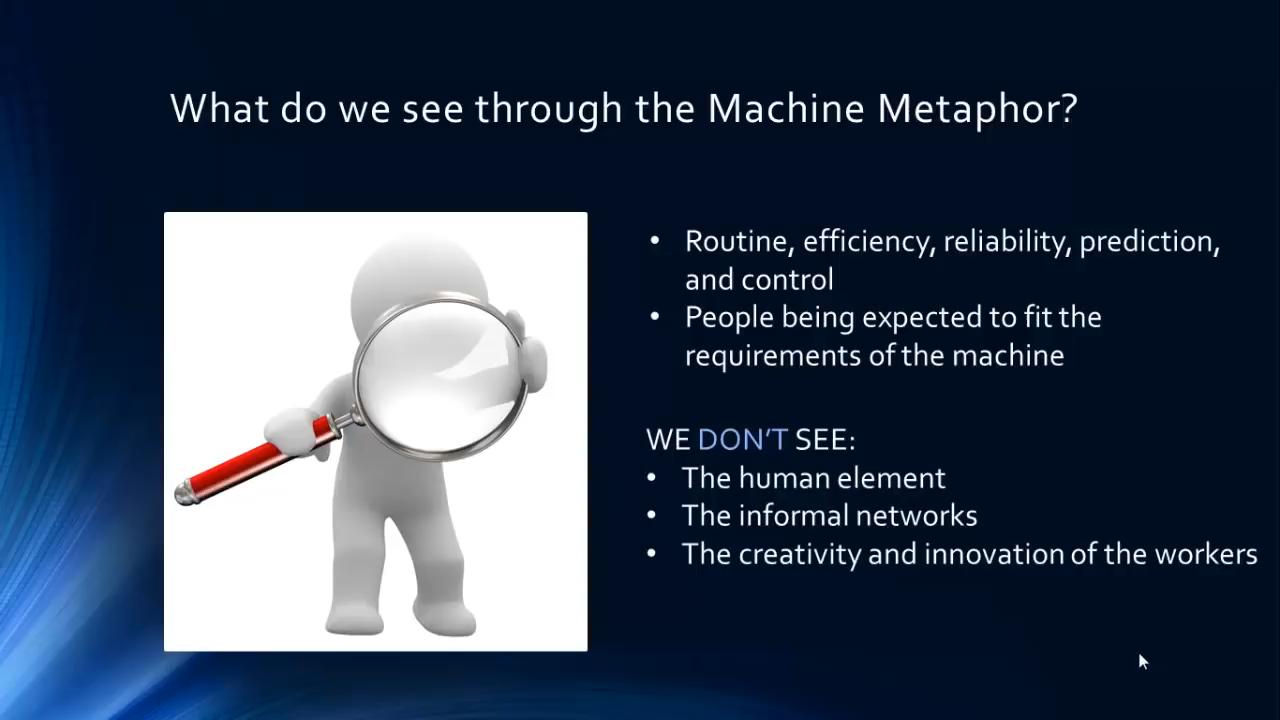 What do we see through the Machine Metaphor?
• Routine, efficiency, reliability, prediction,
and control
• People being expected to fit the
requirements of the machine
WE DON'T SEE:
• The human element
• The informal networks
• The creativity and innovation of the workers